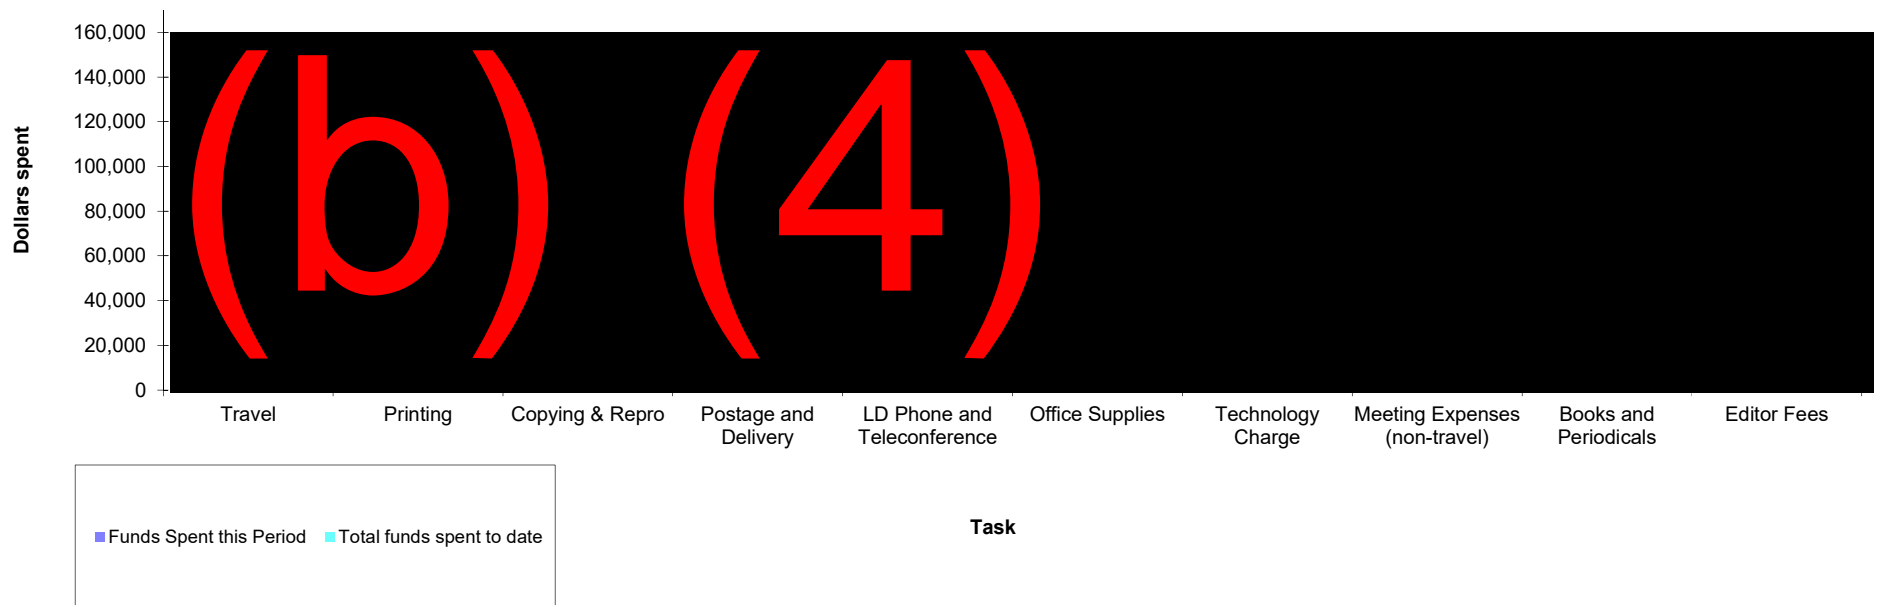 160,000
140,000
120,000
100,000
80,000
60,000
40,000
20,000
0
Dollars spent
(b) (4)
Travel
Printing
Copying & Repro
Postage and
Delivery
LD Phone and
Teleconference
Office Supplies
Technology
Charge
Meeting Expenses
(non-travel)
Books and
Periodicals
Editor Fees
Task
Funds Spent this Period
Total funds spent to date